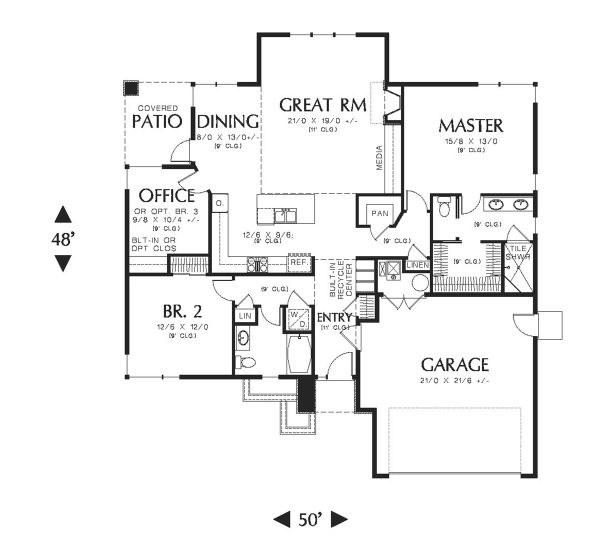 COVERED
PATIO
DINING
8/0 X 13/0+/-
(9' CLG.)
GREAT RM
21/0 X 19/0 +/-
(11' CLG.)
MEDIA
MASTER
15/8 X 13/0
(9' CLG.)
OFFICE
OR OPT. BR. 3
9/8 X 10/4 +/-
(9' CLG.)
BLT-IN OR
OPT CLOS
O.
12/6 X 9/6
(9' CLG.)
REF.
PAN
(9' CLG.)
LINEN
(9' CLG.)
(9' CLG.)
TILE
SHWR
48'
BUILT-IN
RECYCLE
CENTER
BR. 2
12/6 X 12/0
(9' CLG.)
(9' CLG.)
LIN
W.
D.
ENTRY
(11' CLG.)
GARAGE
21/0 X 21/6 +/-
50'